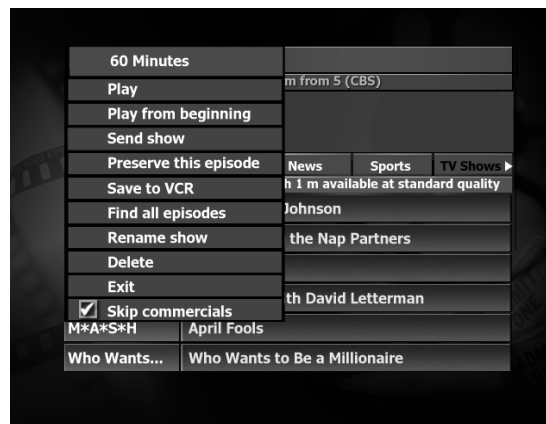 60 Minutes
m from 5 (CBS)
Play
Play from beginning
Send show
Preserve this episode
News
Sports
TV Shows
Save to VCR
h 1 m available at standard quality
Find all episodes
Johnson
Rename show
the Nap Partners
Delete
Exit
th David Letterman
Skip commercials
M*A*S*H
April Fools
Who Wants...
Who Wants to Be a Millionaire